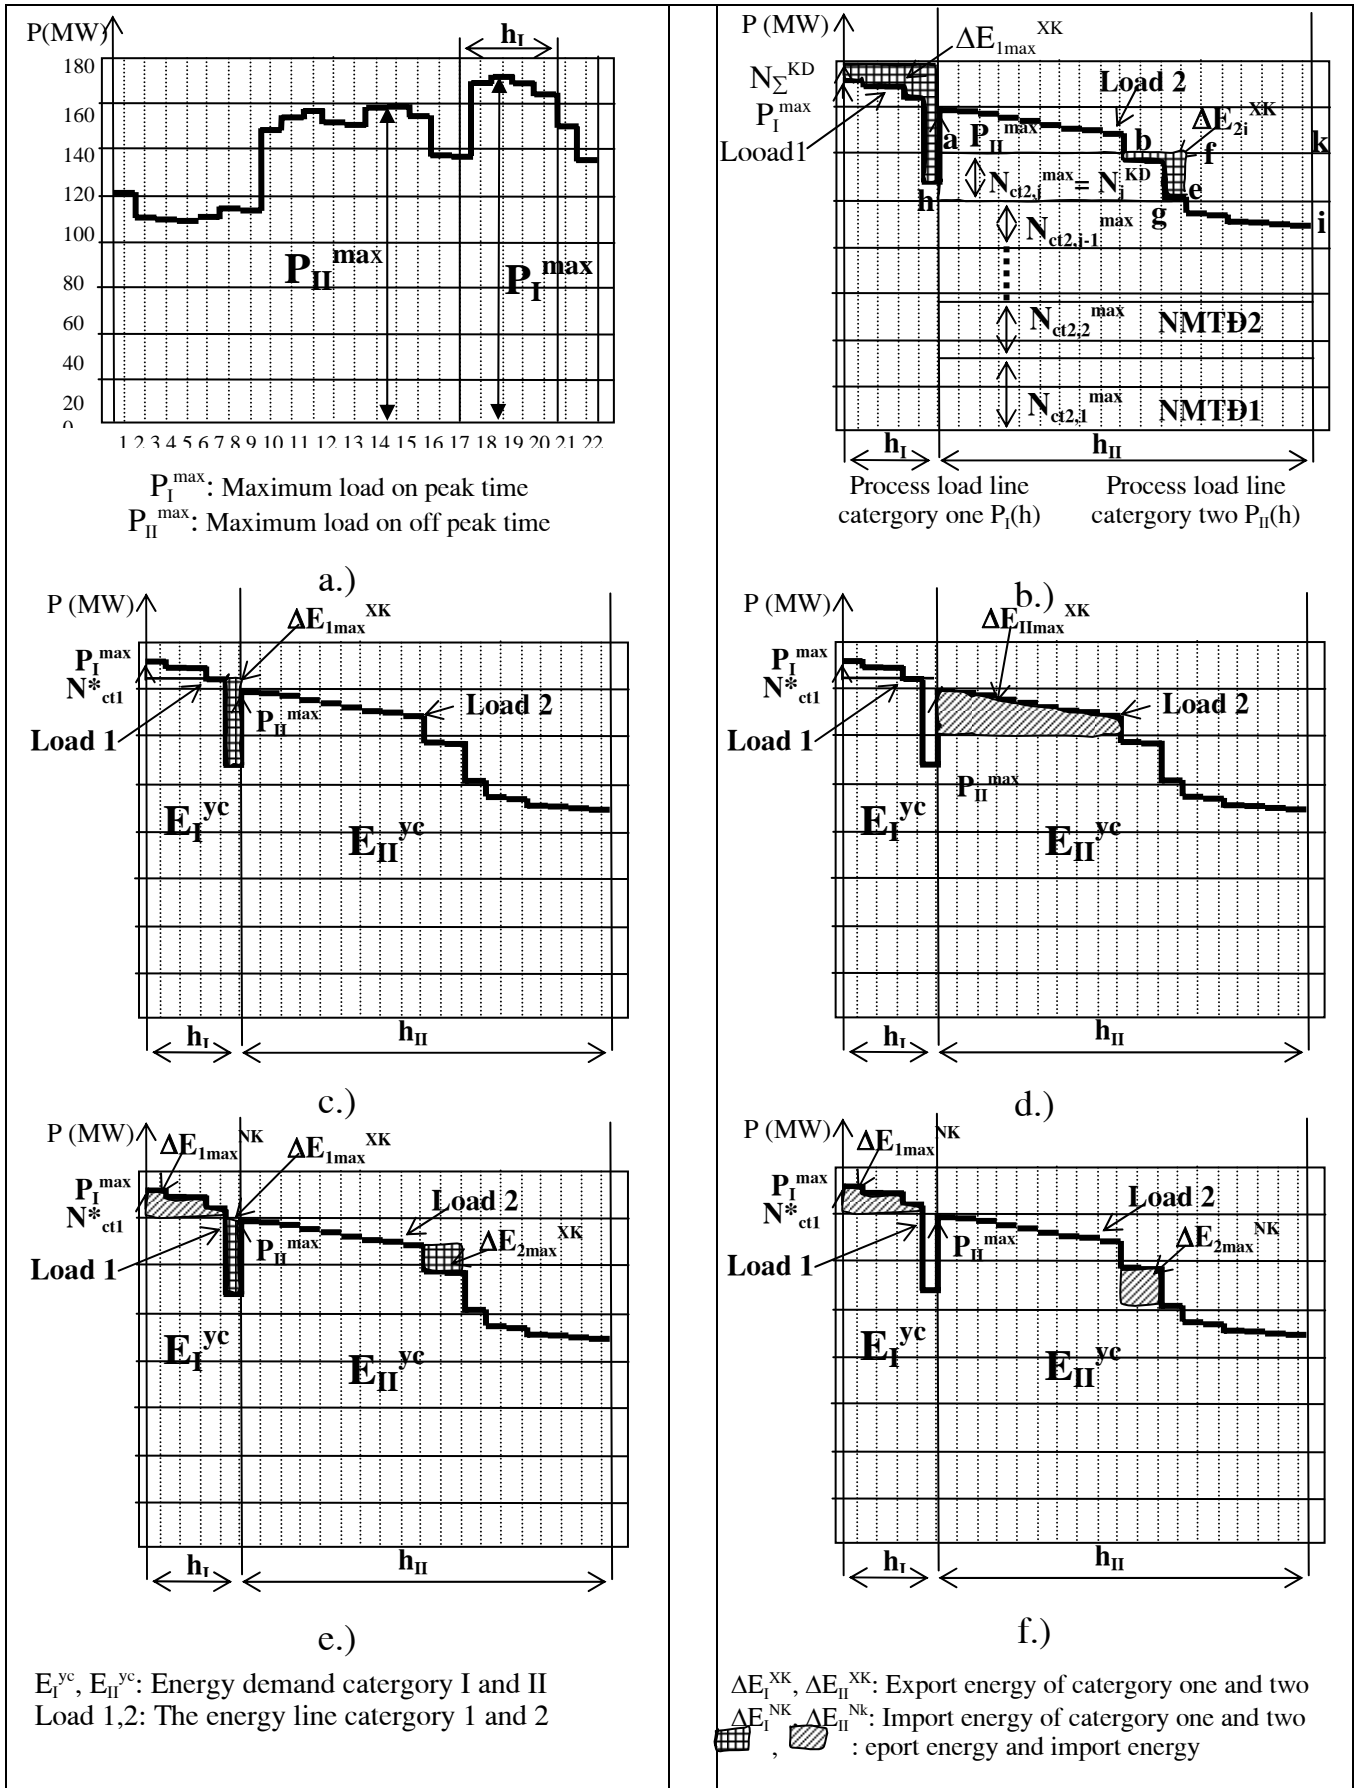 P(MW)
h_I
180
160
140
120
100
80
60
40
20
0
P_II^max
P_I^max
1 2 3 4 5 6 7 8 9 10 11 12 13 14 15 16 17 18 19 20 21 22
P_I^max: Maximum load on peak time
P_II^max: Maximum load on off peak time
a.)
P (MW)
ΔE_1max^XK
N_Σ^KD
P_I^max
Looad1
Load 2
ΔE_2i^XK
a
P_II^max
b
f
k
N_ct2,j^max = N_j^KD
h
e
g
i
N_ct2,j-1^max
N_ct2,2^max NMTĐ2
N_ct2,1^max NMTĐ1
h_I
h_II
Process load line catergory one P_I(h)
Process load line catergory two P_II(h)
b.)
P (MW)
ΔE_1max^XK
P_I^max
N*_ct1
Load 2
P_II^max
Load 1
E_I^yc
E_II^yc
h_I
h_II
c.)
P (MW)
ΔE_IImax^XK
P_I^max
N*_ct1
Load 2
Load 1
P_II^max
E_I^yc
E_II^yc
h_I
h_II
d.)
P (MW)
ΔE_1max^NK
ΔE_1max^XK
P_I^max
N*_ct1
Load 2
P_II^max
ΔE_2max^XK
Load 1
E_I^yc
E_II^yc
h_I
h_II
e.)
P (MW)
ΔE_1max^NK
P_I^max
N*_ct1
Load 2
P_II^max
ΔE_2max^NK
Load 1
E_I^yc
E_II^yc
h_I
h_II
f.)
E_I^yc, E_II^yc: Energy demand catergory I and II
Load 1,2: The energy line catergory 1 and 2
ΔE_I^XK, ΔE_II^XK: Export energy of catergory one and two
ΔE_I^NK, ΔE_II^Nk: Import energy of catergory one and two
, : eport energy and import energy